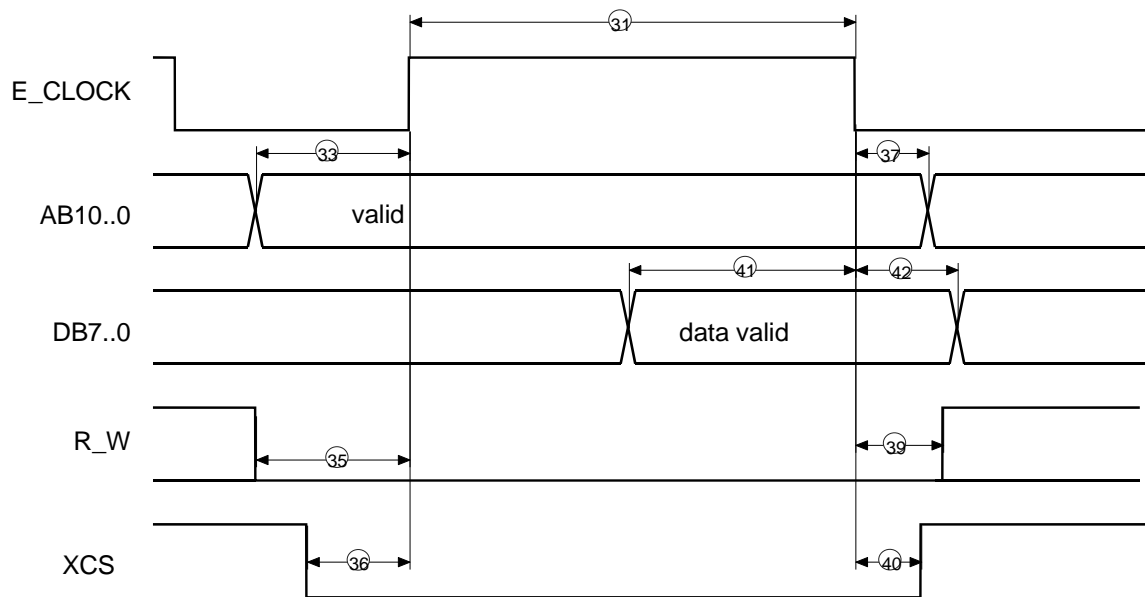 31
E_CLOCK
33
37
AB10..0
valid
41
42
DB7..0
data valid
R_W
35
39
36
40
XCS